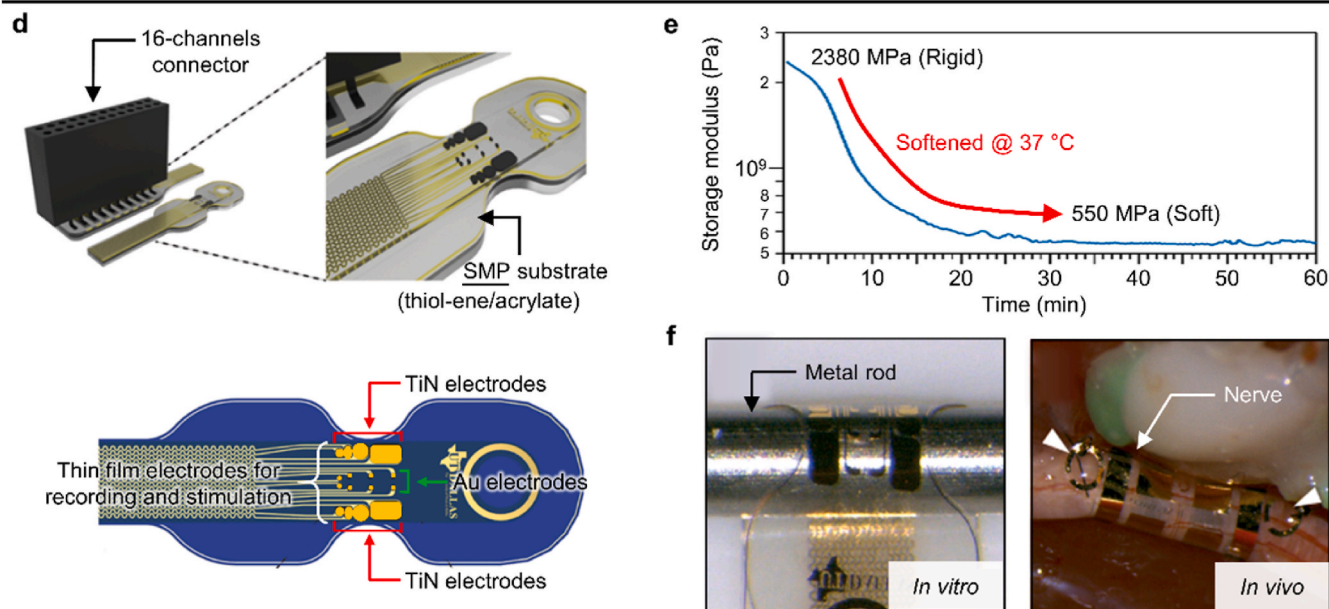 d
16-channels
connector
SMP substrate
(thiol-ene/acrylate)
TiN electrodes
Thin film electrodes for
recording and stimulation
Au electrodes
TiN electrodes
e
Storage modulus (Pa)
3
2
10⁹
8
7
6
5
2380 MPa (Rigid)
Softened @ 37 °C
550 MPa (Soft)
0 10 20 30 40 50 60
Time (min)
f
Metal rod
In vitro
Nerve
In vivo